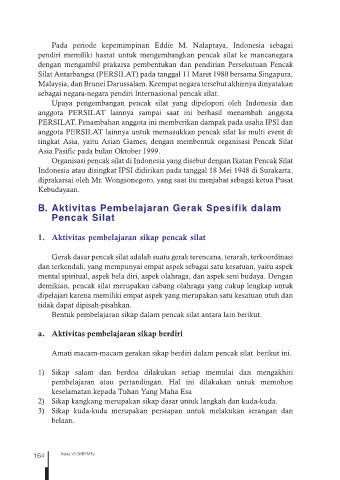 Pada periode kepemimpinan Eddie M. Nalapraya, Indonesia sebagai
pendiri memiliki hasrat untuk mengembangkan pencak silat ke mancanegara
dengan mengambil prakarsa pembentukan dan pendirian Persekutuan Pencak
Silat Antarbangsa (PERSILAT) pada tanggal 11 Maret 1980 bersama Singapura,
Malaysia, dan Brunei Darussalam. Keempat negara tersebut akhirnya dinyatakan
sebagai negara-negara pendiri Internasional pencak silat.
Upaya pengembangan pencak silat yang dipelopori oleh Indonesia dan
anggota PERSILAT lainnya sampai saat ini berhasil menambah anggota
PERSILAT. Penambahan anggota ini memberikan dampak pada usaha IPSI dan
anggota PERSILAT lainnya untuk memasukkan pencak silat ke multi event di
tingkat Asia, yaitu Asian Games, dengan membentuk organisasi Pencak Silat
Asia Pasific pada bulan Oktober 1999.
Organisasi pencak silat di Indonesia yang disebut dengan Ikatan Pencak Silat
Indonesia atau disingkat IPSI didirikan pada tanggal 18 Mei 1948 di Surakarta,
diprakarsai oleh Mr. Wongsonegoro, yang saat itu menjabat sebagai ketua Pusat
Kebudayaan.
B. Aktivitas Pembelajaran Gerak Spesifik dalam
Pencak Silat
1. Aktivitas pembelajaran sikap pencak silat
Gerak dasar pencak silat adalah suatu gerak terencana, terarah, terkoordinasi
dan terkendali, yang mempunyai empat aspek sebagai satu kesatuan, yaitu aspek
mental spiritual, aspek bela diri, aspek olahraga, dan aspek seni budaya. Dengan
demikian, pencak silat merupakan cabang olahraga yang cukup lengkap untuk
dipelajari karena memiliki empat aspek yang merupakan satu kesatuan utuh dan
tidak dapat dipisah-pisahkan.
Bentuk pembelajaran sikap dalam pencak silat antara lain berikut.
a. Aktivitas pembelajaran sikap berdiri
Amati macam-macam gerakan sikap berdiri dalam pencak silat berikut ini.
1) Sikap salam dan berdoa dilakukan setiap memulai dan mengakhiri
pembelajaran atau pertandingan. Hal ini dilakukan untuk memohon
keselamatan kepada Tuhan Yang Maha Esa
2) Sikap kangkang merupakan sikap dasar untuk langkah dan kuda-kuda.
3) Sikap kuda-kuda merupakan persiapan untuk melakukan serangan dan
belaan.
164 Kelas VII SMP/MTs